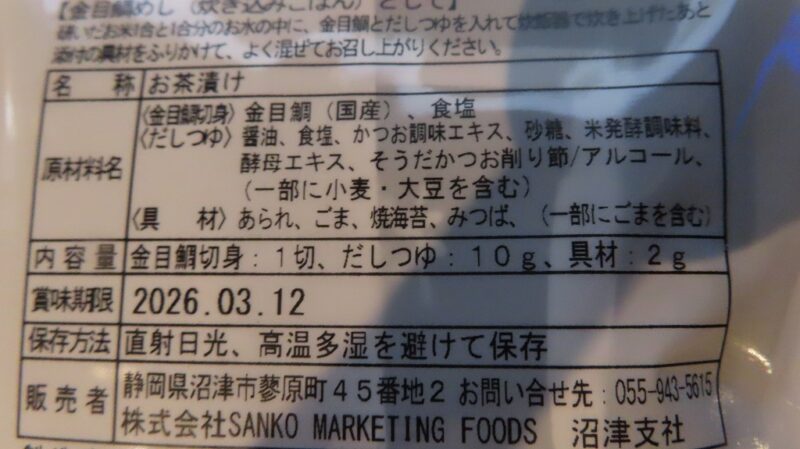 【金目鯛めし（炊き込みごはん）として】
研いだお米1合と1合分のお水の中に、金目鯛とだしつゆを入れて炊飯器で炊き上げたあと
添付の具材をふりかけて、よく混ぜてお召し上がりください。
名 称 お茶漬け
原材料名
〈金目鯛切身〉金目鯛（国産）、食塩
〈だしつゆ〉醤油、食塩、かつお調味エキス、砂糖、米発酵調味料、
酵母エキス、そうだかつお削り節/アルコール、
（一部に小麦・大豆を含む）
〈具 材〉あられ、ごま、焼海苔、みつば、（一部にごまを含む）
内容量 金目鯛切身：1切、だしつゆ：10g、具材：2g
賞味期限 2026.03.12
保存方法 直射日光、高温多湿を避けて保存
販売者
静岡県沼津市蓼原町45番地2 お問い合せ先：055-943-5615
株式会社SANKO MARKETING FOODS 沼津支社